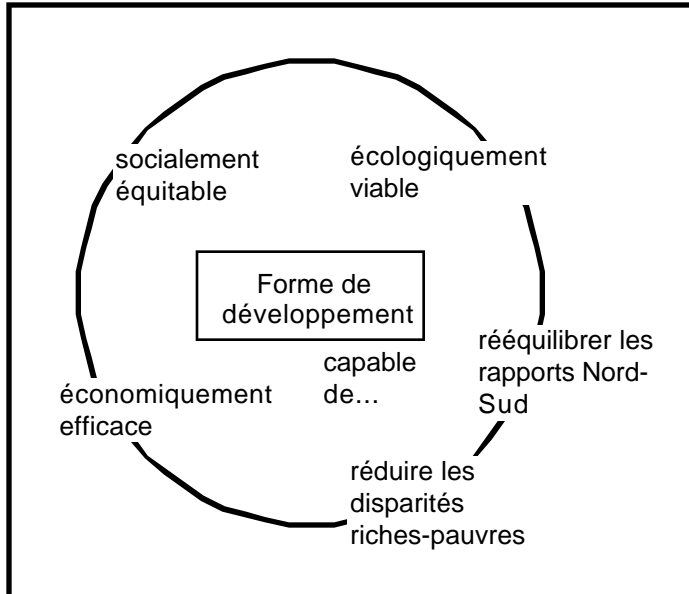 socialement
équitable
écologiquement
viable
Forme de
développement
capable
de...
rééquilibrer les
rapports Nord-
Sud
économiquement
efficace
réduire les
disparités
riches-pauvres